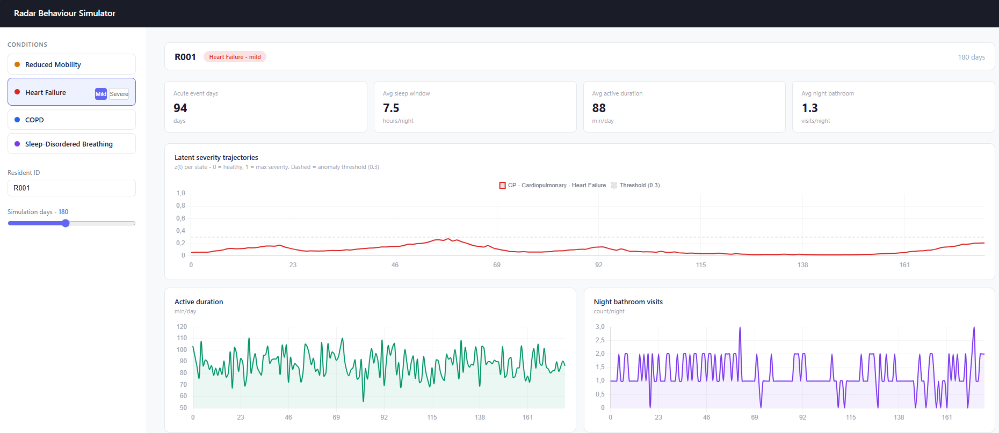 Radar Behaviour Simulator
CONDITIONS
Reduced Mobility
Heart Failure
Mild
Severe
COPD
Sleep-Disordered Breathing
Resident ID
R001
Simulation days - 180
R001
Heart Failure - mild
180 days
Acute event days
94
days
Avg sleep window
7.5
hours/night
Avg active duration
88
min/day
Avg night bathroom
1.3
visits/night
Latent severity trajectories
z(t) per state - 0 = healthy, 1 = max severity. Dashed = anomaly threshold (0.3)
CP - Cardiopulmonary · Heart Failure
Threshold (0.3)
1,0
0,8
0,6
0,4
0,2
0
0 23 46 69 92 115 138 161
Active duration
min/day
120
110
100
90
80
70
60
50
0 23 46 69 92 115 138 161
Night bathroom visits
count/night
3,0
2,5
2,0
1,5
1,0
0,5
0
0 23 46 69 92 115 138 161